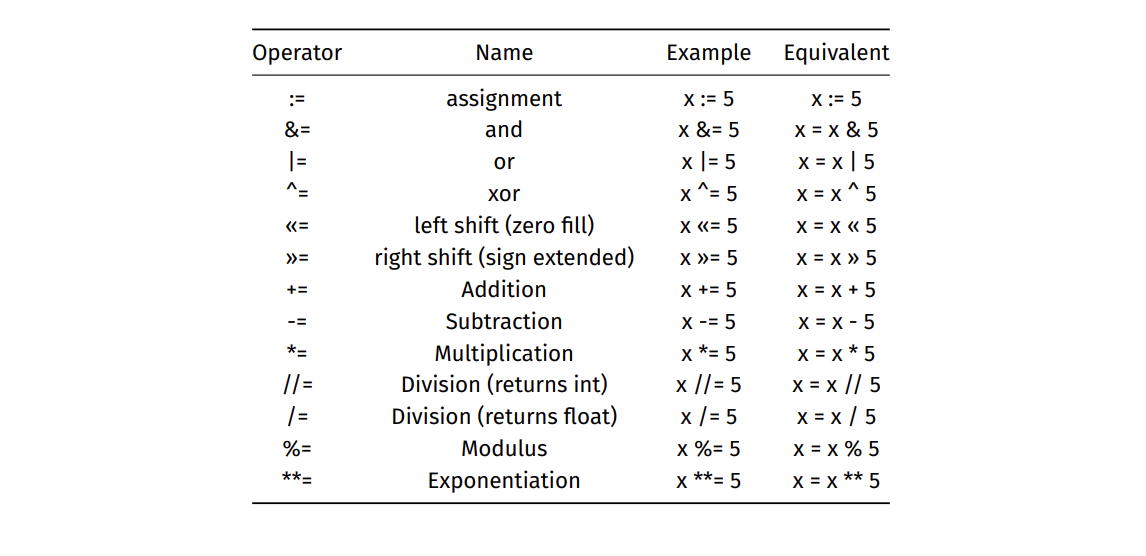 Operator Name Example Equivalent
:= assignment x := 5 x := 5
&= and x &= 5 x = x & 5
|= or x |= 5 x = x | 5
^= xor x ^= 5 x = x ^ 5
«= left shift (zero fill) x «= 5 x = x « 5
»= right shift (sign extended) x »= 5 x = x » 5
+= Addition x += 5 x = x + 5
-= Subtraction x -= 5 x = x - 5
*= Multiplication x *= 5 x = x * 5
//= Division (returns int) x //= 5 x = x // 5
/= Division (returns float) x /= 5 x = x / 5
%= Modulus x %= 5 x = x % 5
**= Exponentiation x **= 5 x = x ** 5